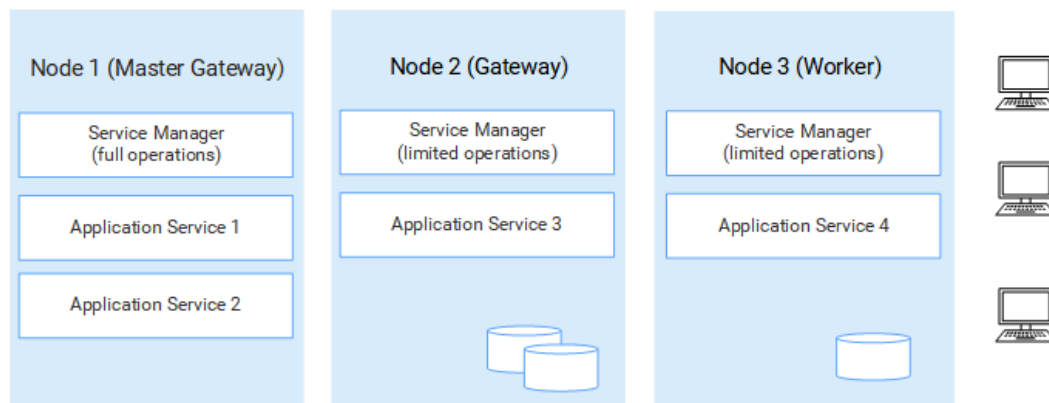 Node 1 (Master Gateway)
Service Manager
(full operations)
Application Service 1
Application Service 2
Node 2 (Gateway)
Service Manager
(limited operations)
Application Service 3
Node 3 (Worker)
Service Manager
(limited operations)
Application Service 4